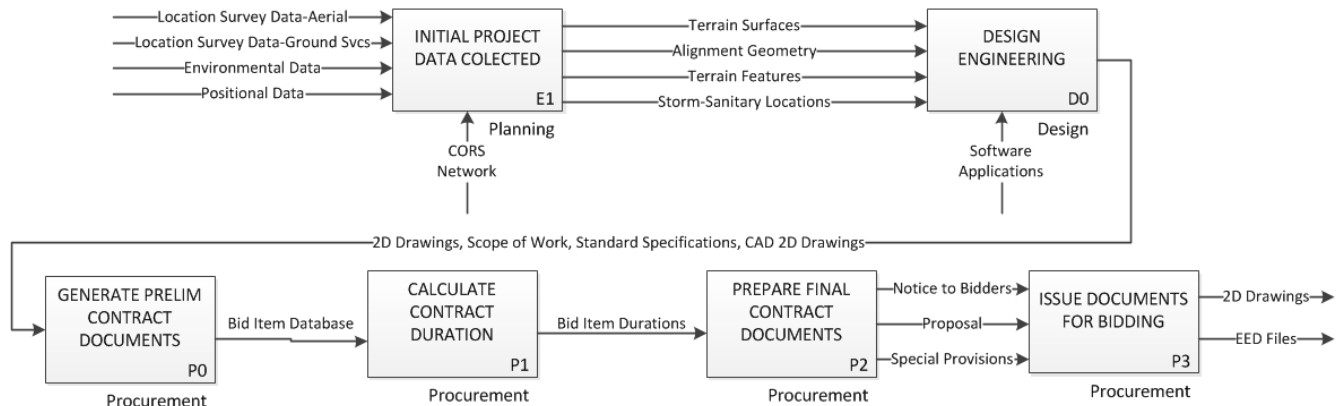 Location Survey Data-Aerial
Location Survey Data-Ground Svcs
Environmental Data
Positional Data
INITIAL PROJECT
DATA COLECTED
E1
Planning
CORS
Network
Terrain Surfaces
Alignment Geometry
Terrain Features
Storm-Sanitary Locations
DESIGN
ENGINEERING
D0
Design
Software
Applications
2D Drawings, Scope of Work, Standard Specifications, CAD 2D Drawings
GENERATE PRELIM
CONTRACT
DOCUMENTS
P0
Procurement
Bid Item Database
CALCULATE
CONTRACT
DURATION
P1
Procurement
Bid Item Durations
PREPARE FINAL
CONTRACT
DOCUMENTS
P2
Procurement
Notice to Bidders
Proposal
Special Provisions
ISSUE DOCUMENTS
FOR BIDDING
P3
Procurement
2D Drawings
EED Files